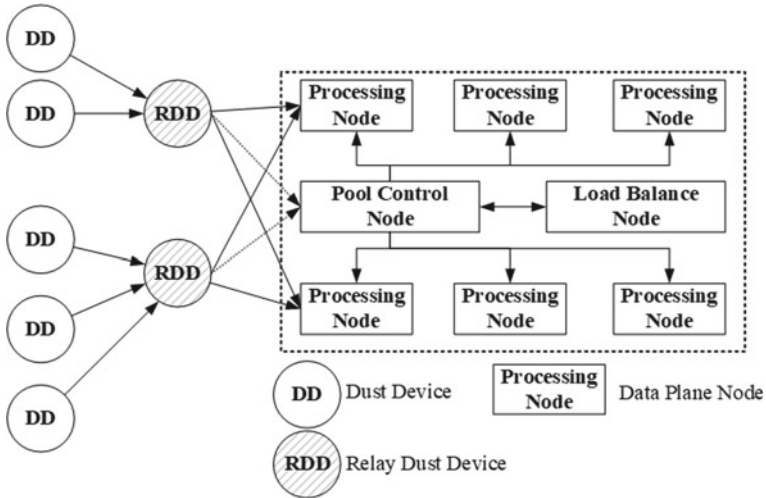 DD
DD
RDD
Processing
Node
Processing
Node
Processing
Node
Pool Control
Node
Load Balance
Node
DD
RDD
DD
DD
Processing
Node
Processing
Node
Processing
Node
DD
Dust Device
Processing
Node
Data Plane Node
RDD
Relay Dust Device